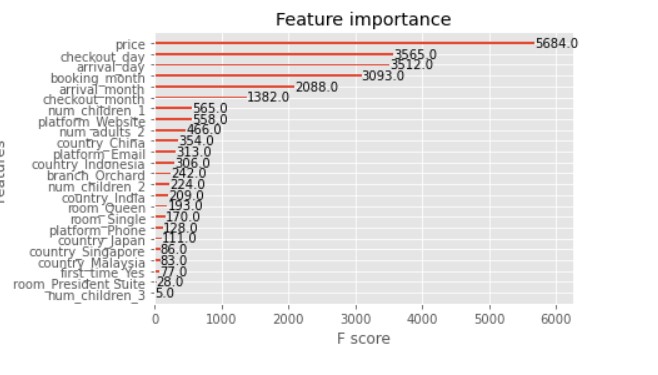 Feature importance
price 5684.0
checkout_day 3565.0
arrival_day 3512.0
booking_month 3093.0
arrival_month 2088.0
checkout_month 1382.0
num_children_1 565.0
platform_Website 558.0
num_adults_2 466.0
country_China 354.0
platform_Email 313.0
country_Indonesia 306.0
branch_Orchard 242.0
num_children_2 224.0
country_India 209.0
room_Queen 193.0
room_Single 170.0
platform_Phone 128.0
country_Japan 111.0
country_Singapore 86.0
country_Malaysia 83.0
first_time_Yes 77.0
room_President Suite 28.0
num_children_3 5.0
0 1000 2000 3000 4000 5000 6000
F score